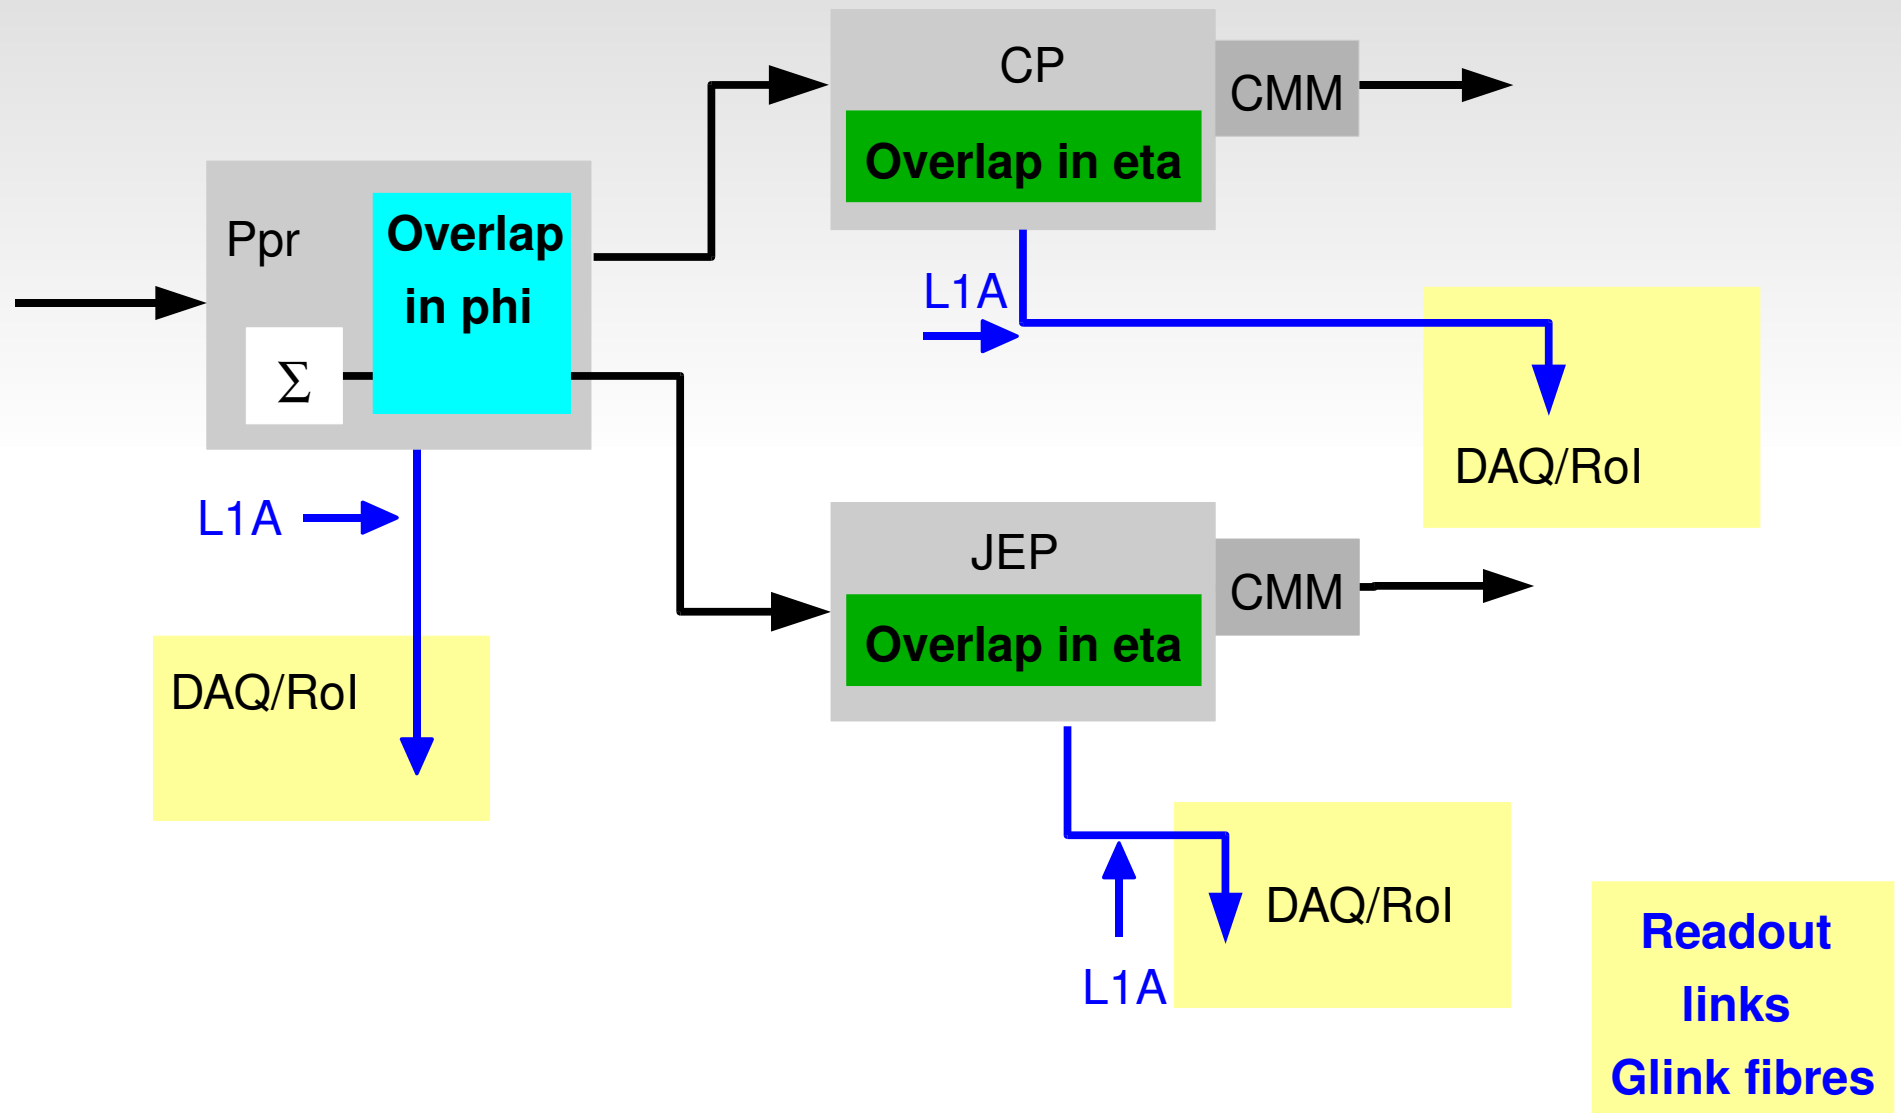 CP
CMM
Overlap in eta
Ppr
Overlap
in phi
Σ
L1A
DAQ/RoI
L1A
JEP
CMM
Overlap in eta
DAQ/RoI
DAQ/RoI
L1A
Readout
links
Glink fibres